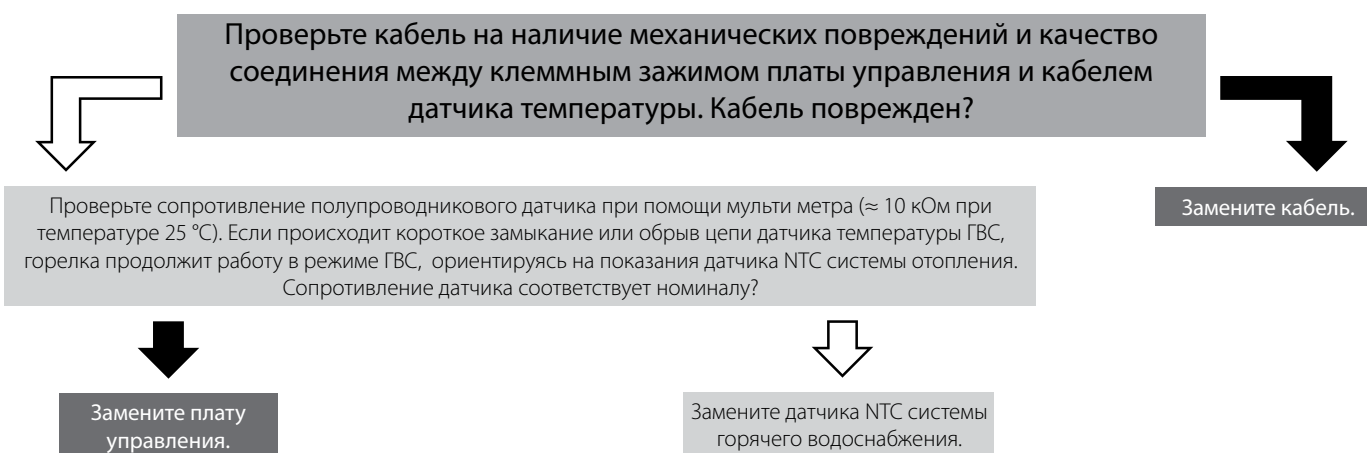 Проверьте кабель на наличие механических повреждений и качество
соединения между клеммным зажимом платы управления и кабелем
датчика температуры. Кабель поврежден?
Проверьте сопротивление полупроводникового датчика при помощи мульти метра (≈ 10 кОм при
температуре 25 °C). Если происходит короткое замыкание или обрыв цепи датчика температуры ГВС,
горелка продолжит работу в режиме ГВС, ориентируясь на показания датчика NTC системы отопления.
Сопротивление датчика соответствует номиналу?
Замените кабель.
Замените плату
управления.
Замените датчика NTC системы
горячего водоснабжения.